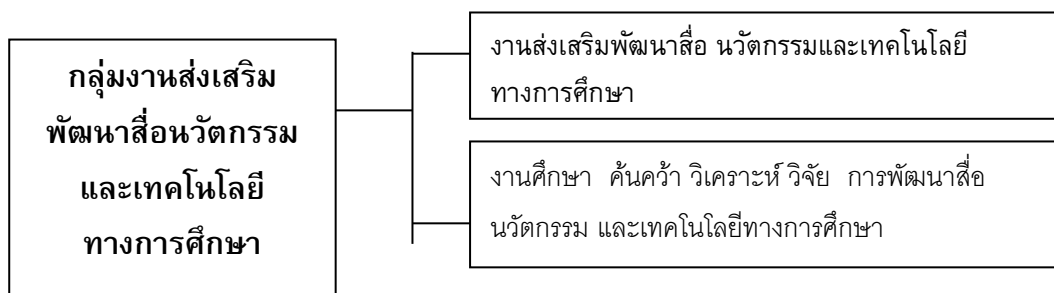 กลุ่มงานส่งเสริม
พัฒนาสื่อนวัตกรรม
และเทคโนโลยี
ทางการศึกษา
งานส่งเสริมพัฒนาสื่อ นวัตกรรมและเทคโนโลยี
ทางการศึกษา
งานศึกษา ค้นคว้า วิเคราะห์ วิจัย การพัฒนาสื่อ
นวัตกรรม และเทคโนโลยีทางการศึกษา